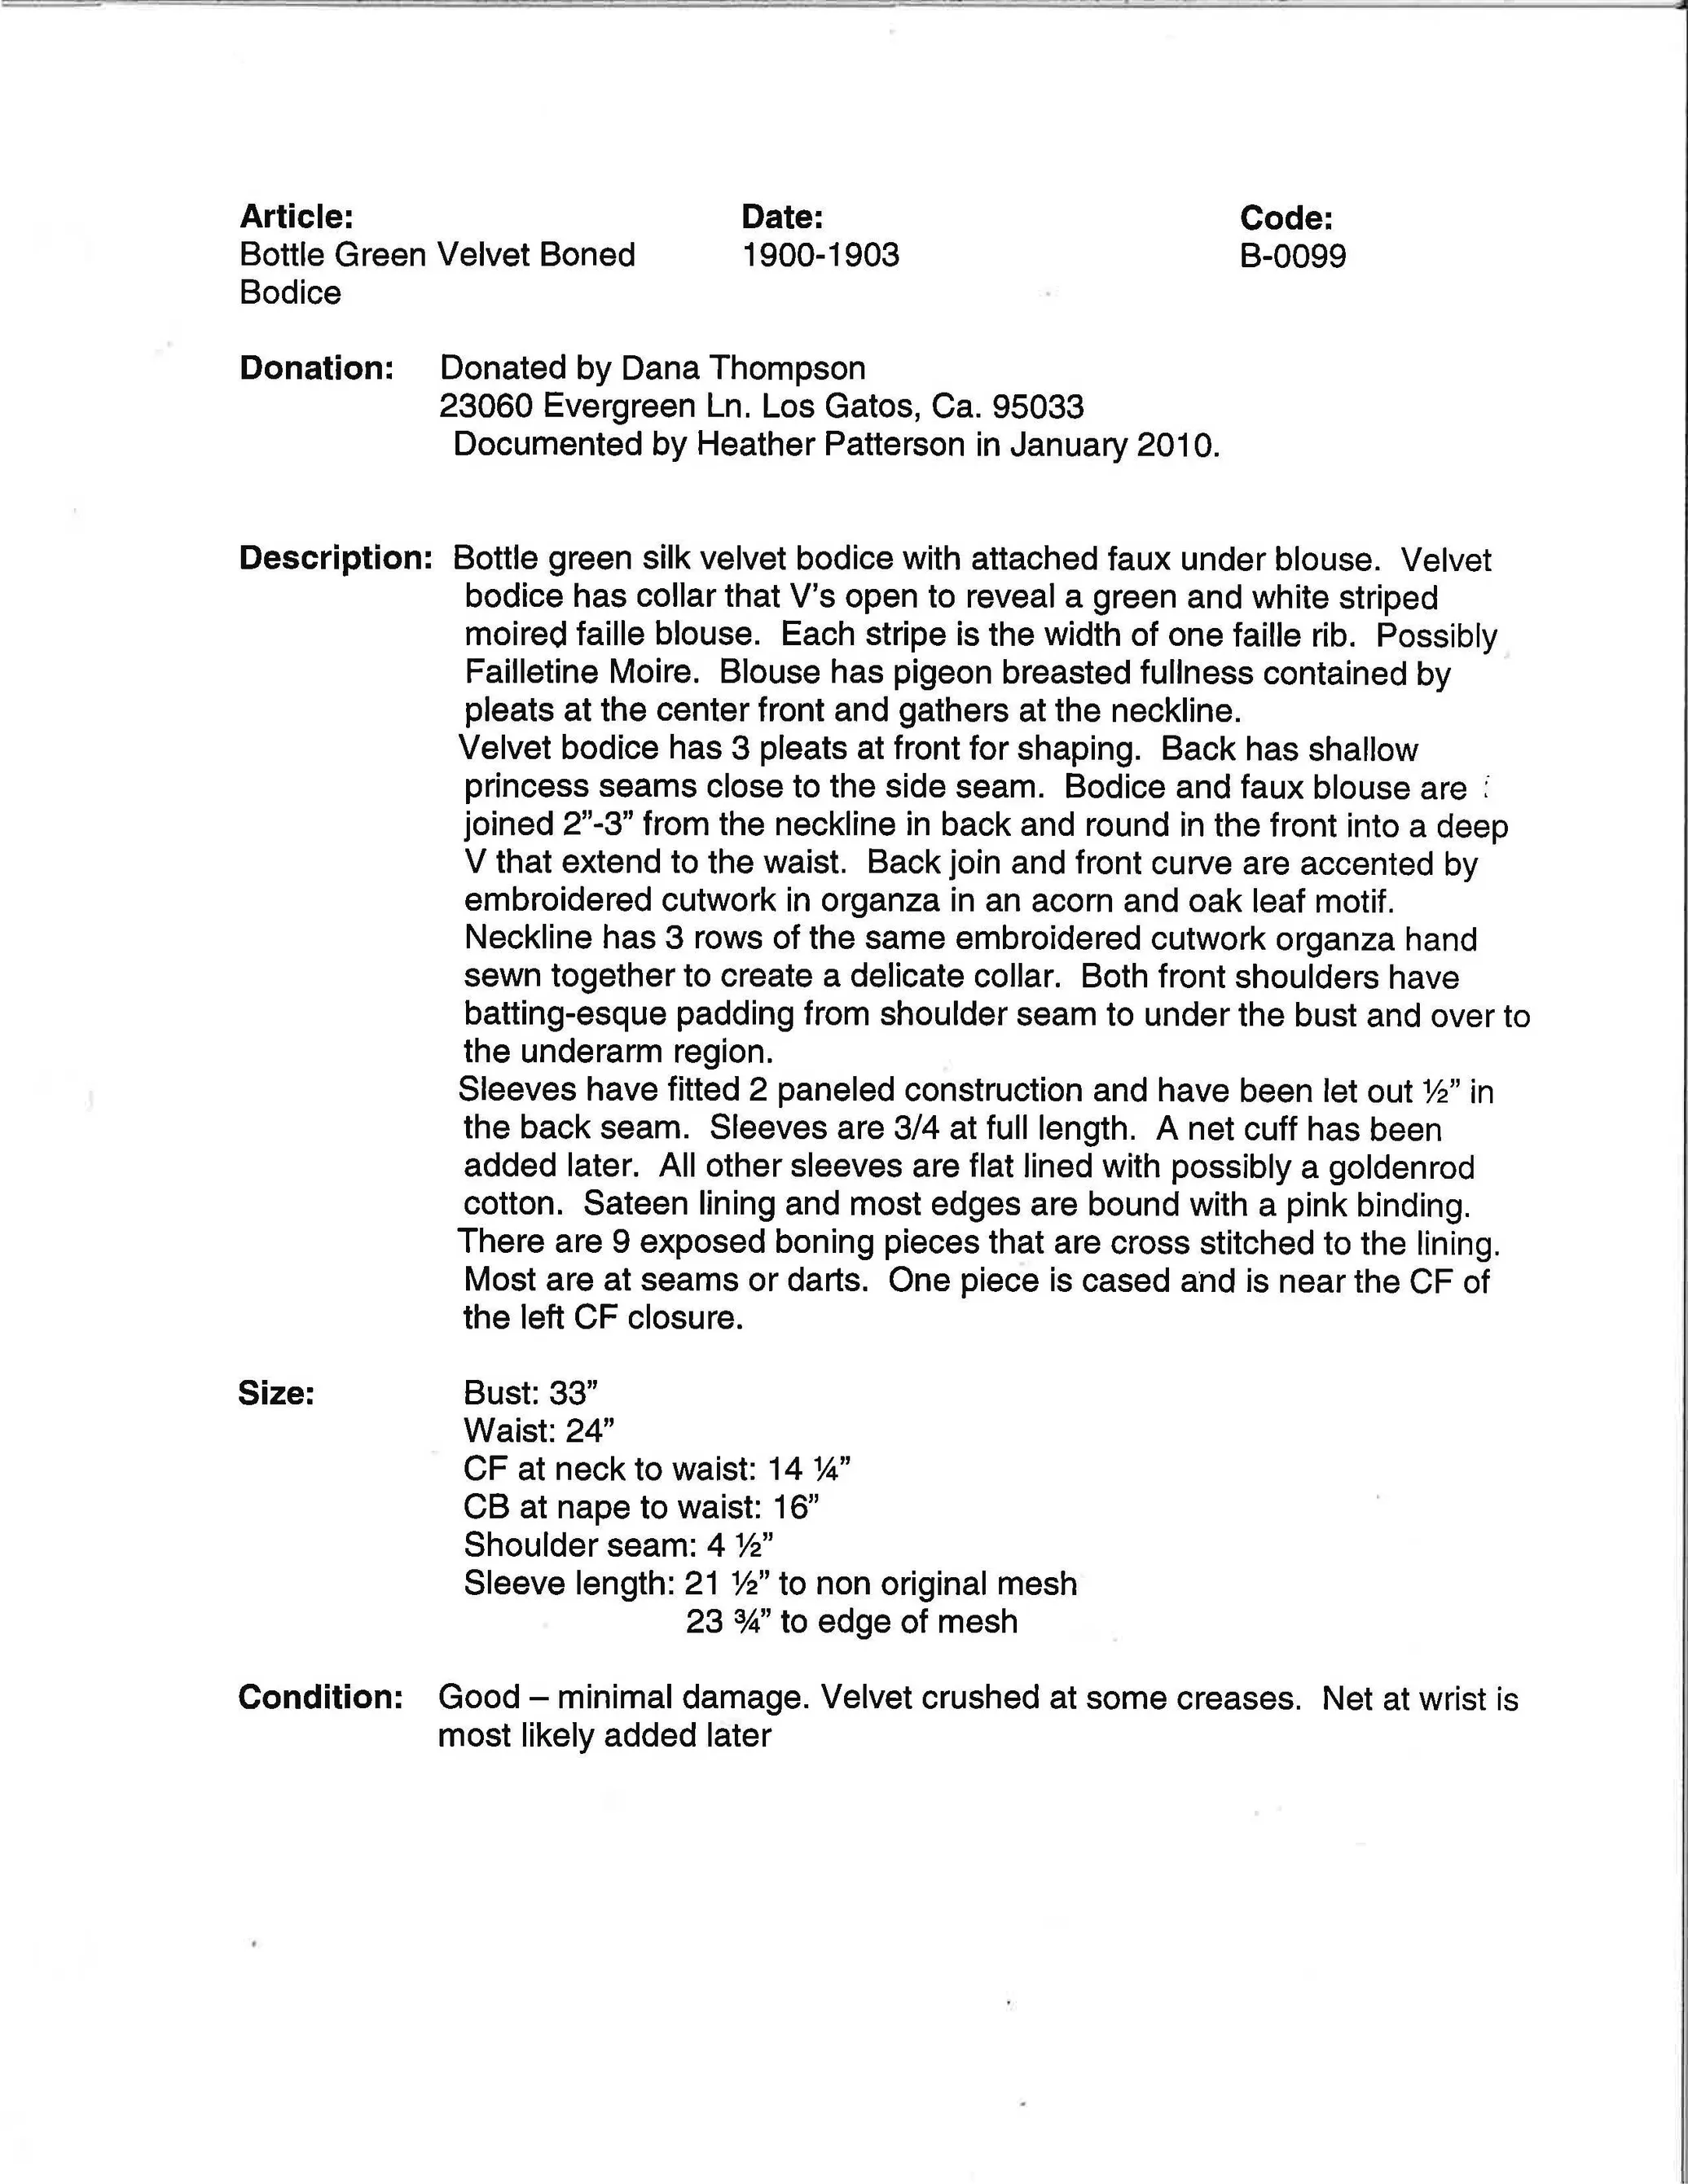 Article: Date: Code:
Bottle Green Velvet Boned 1900-1903 B-0099
Bodice
Donation: Donated by Dana Thompson
23060 Evergreen Ln. Los Gatos, Ca. 95033
Documented by Heather Patterson in January 2010.
Description: Bottle green silk velvet bodice with attached faux under blouse. Velvet
bodice has collar that V's open to reveal a green and white striped
moired faille blouse. Each stripe is the width of one faille rib. Possibly
Failletine Moire. Blouse has pigeon breasted fullness contained by
pleats at the center front and gathers at the neckline.
Velvet bodice has 3 pleats at front for shaping. Back has shallow
princess seams close to the side seam. Bodice and faux blouse are
joined 2”-3” from the neckline in back and round in the front into a deep
V that extend to the waist. Back join and front curve are accented by
embroidered cutwork in organza in an acorn and oak leaf motif.
Neckline has 3 rows of the same embroidered cutwork organza hand
sewn together to create a delicate collar. Both front shoulders have
batting-esque padding from shoulder seam to under the bust and over to
the underarm region.
Sleeves have fitted 2 paneled construction and have been let out ½” in
the back seam. Sleeves are 3/4 at full length. A net cuff has been
added later. All other sleeves are flat lined with possibly a goldenrod
cotton. Sateen lining and most edges are bound with a pink binding.
There are 9 exposed boning pieces that are cross stitched to the lining.
Most are at seams or darts. One piece is cased and is near the CF of
the left CF closure.
Size: Bust: 33”
Waist: 24”
CF at neck to waist: 14 ¼”
CB at nape to waist: 16”
Shoulder seam: 4 ½”
Sleeve length: 21 ½” to non original mesh
23 ¾” to edge of mesh
Condition: Good – minimal damage. Velvet crushed at some creases. Net at wrist is
most likely added later